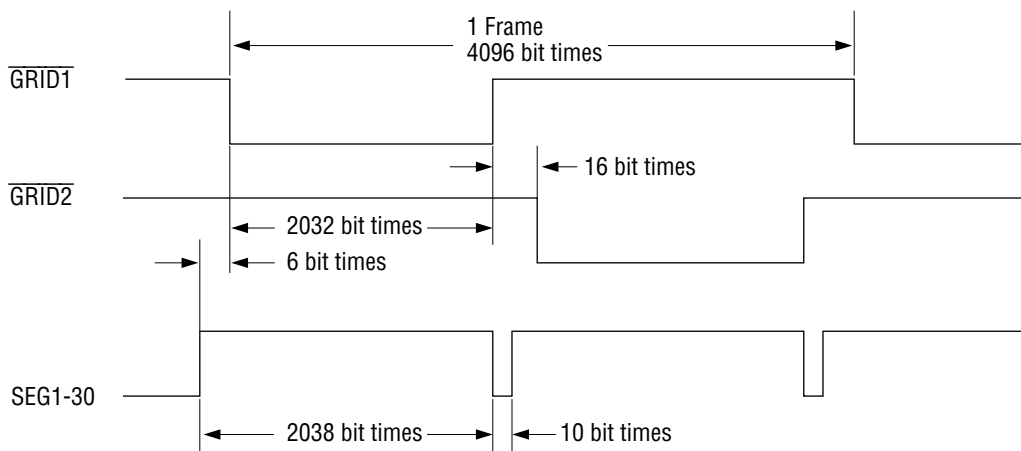 1 Frame
4096 bit times
GRID1
16 bit times
GRID2
2032 bit times
6 bit times
SEG1-30
2038 bit times
10 bit times